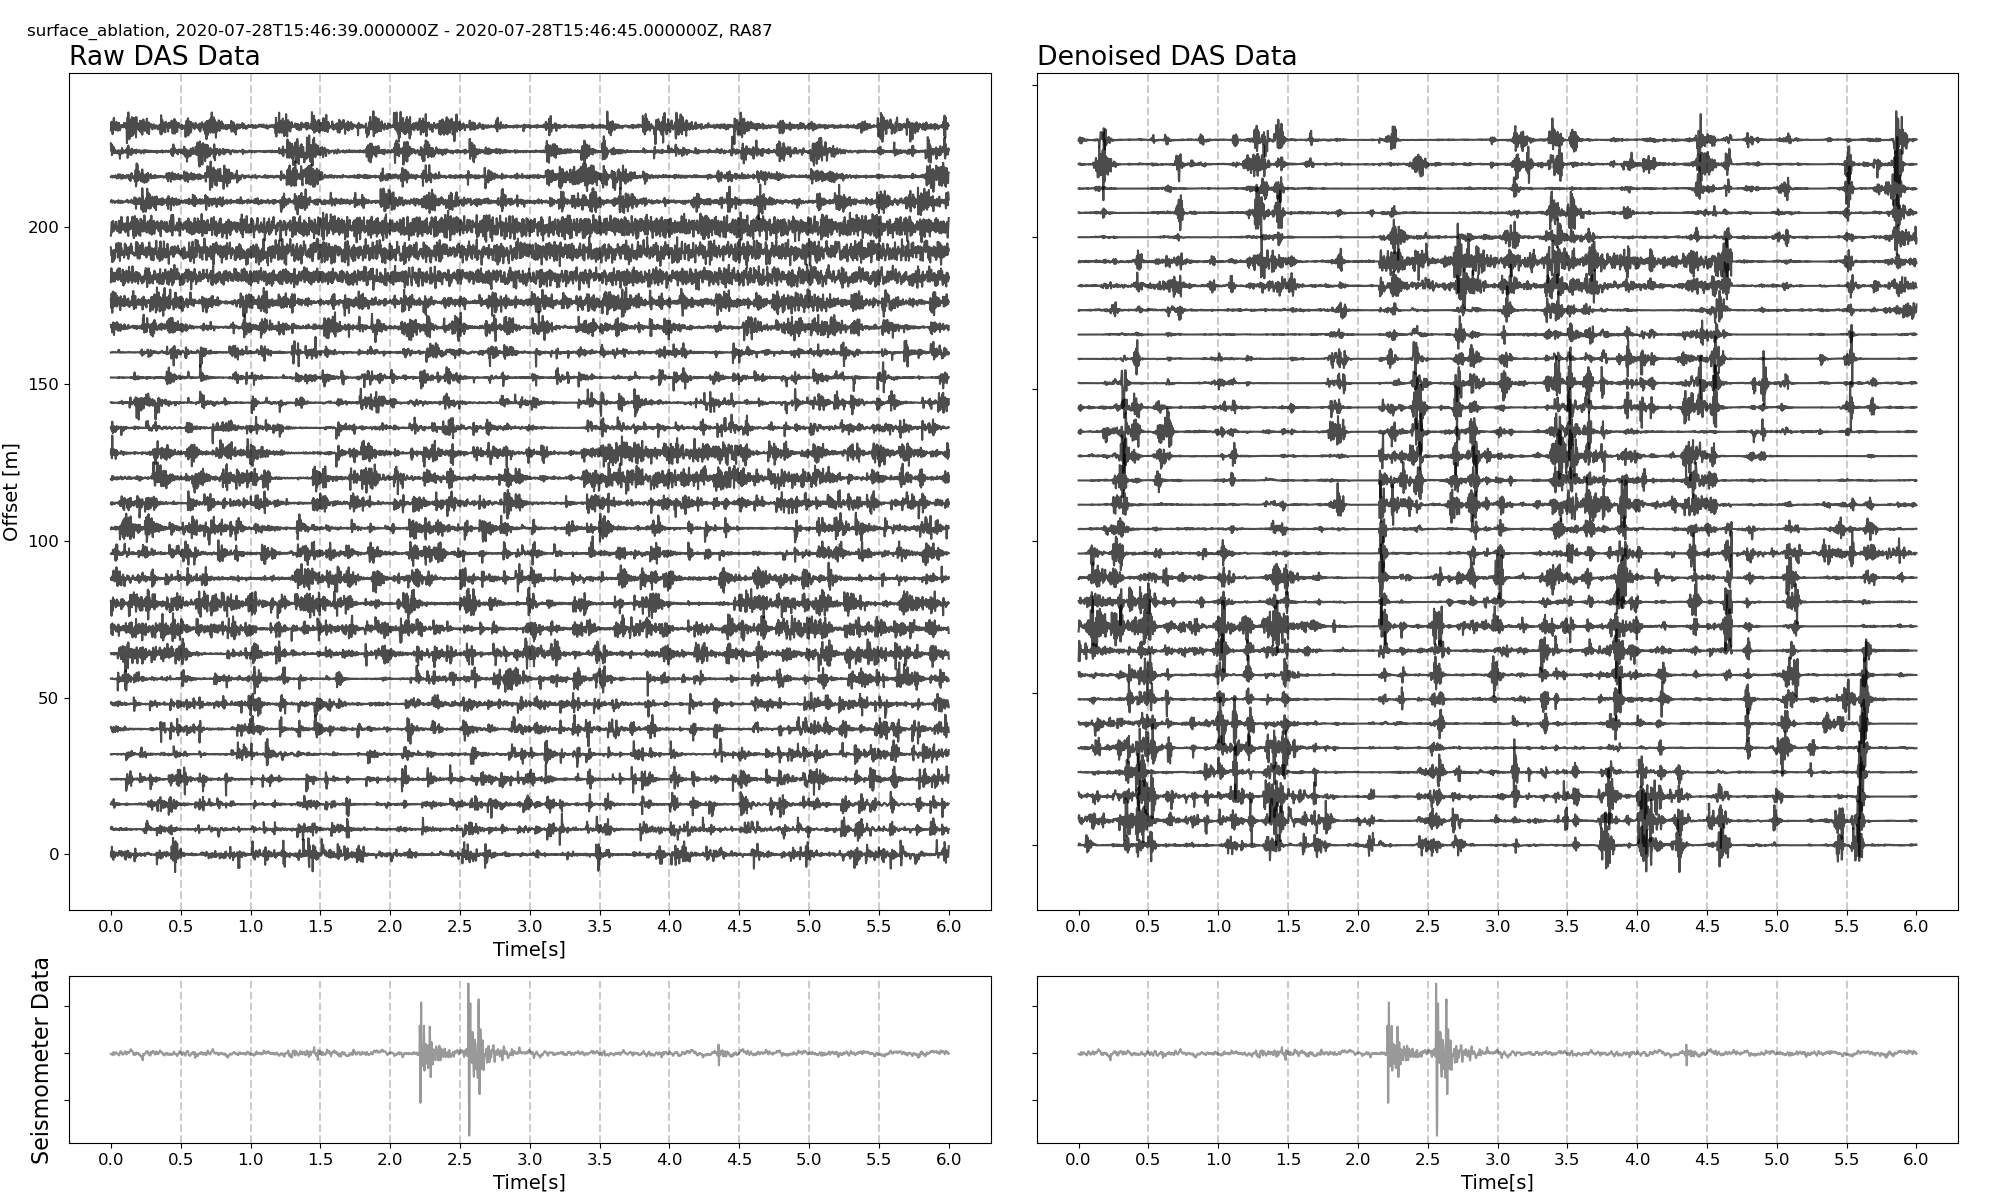 surface_ablation, 2020-07-28T15:46:39.000000Z - 2020-07-28T15:46:45.000000Z, RA87
Raw DAS Data
Denoised DAS Data
Offset [m]
200
150
100
50
0
0.0 0.5 1.0 1.5 2.0 2.5 3.0 3.5 4.0 4.5 5.0 5.5 6.0
0.0 0.5 1.0 1.5 2.0 2.5 3.0 3.5 4.0 4.5 5.0 5.5 6.0
Time[s]
Seismometer Data
0.0 0.5 1.0 1.5 2.0 2.5 3.0 3.5 4.0 4.5 5.0 5.5 6.0
Time[s]
0.0 0.5 1.0 1.5 2.0 2.5 3.0 3.5 4.0 4.5 5.0 5.5 6.0
Time[s]